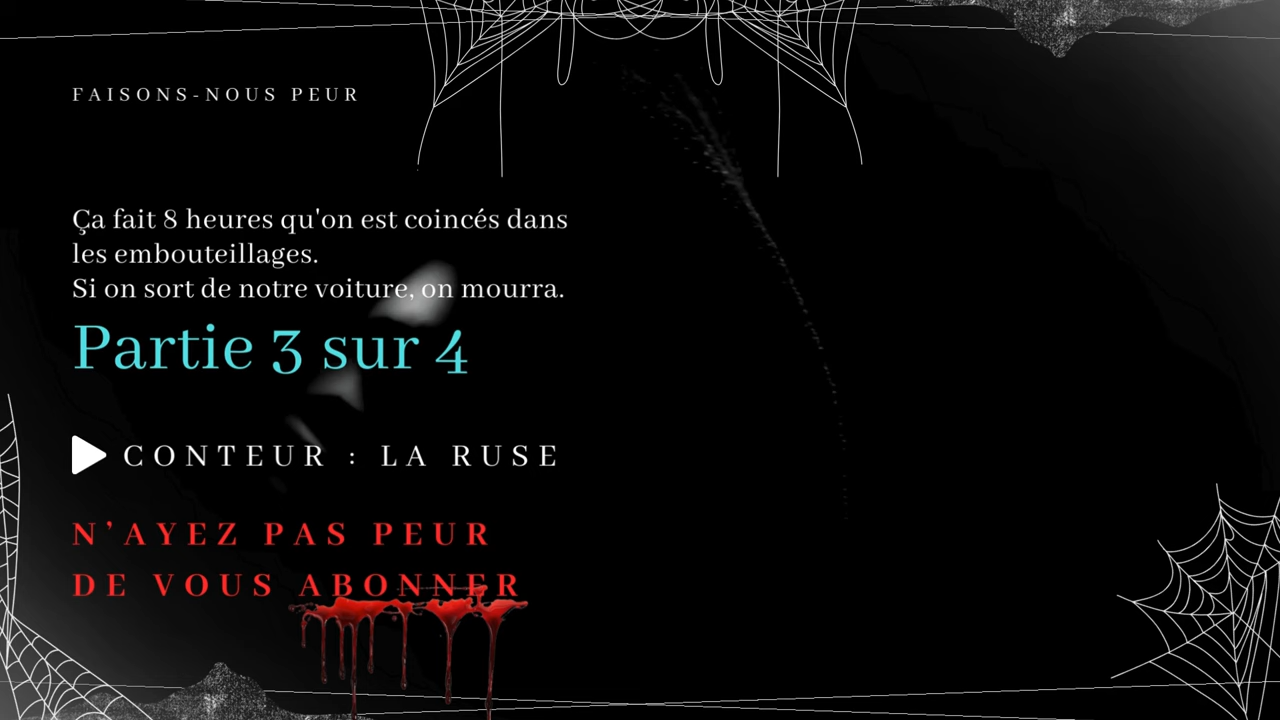 FAISONS-NOUS PEUR
Ça fait 8 heures qu'on est coincés dans
les embouteillages.
Si on sort de notre voiture, on mourra.
Partie 3 sur 4
CONTEUR : LA RUSE
N’AYEZ PAS PEUR
DE VOUS ABONNER